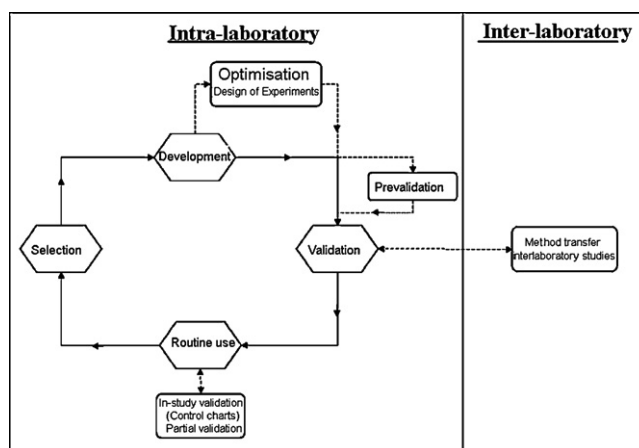 Intra-laboratory
Inter-laboratory
Optimisation
Design of Experiments
Development
Prevalidation
Selection
Validation
Method transfer
interlaboratory studies
Routine use
In-study validation
(Control charts)
Partial validation